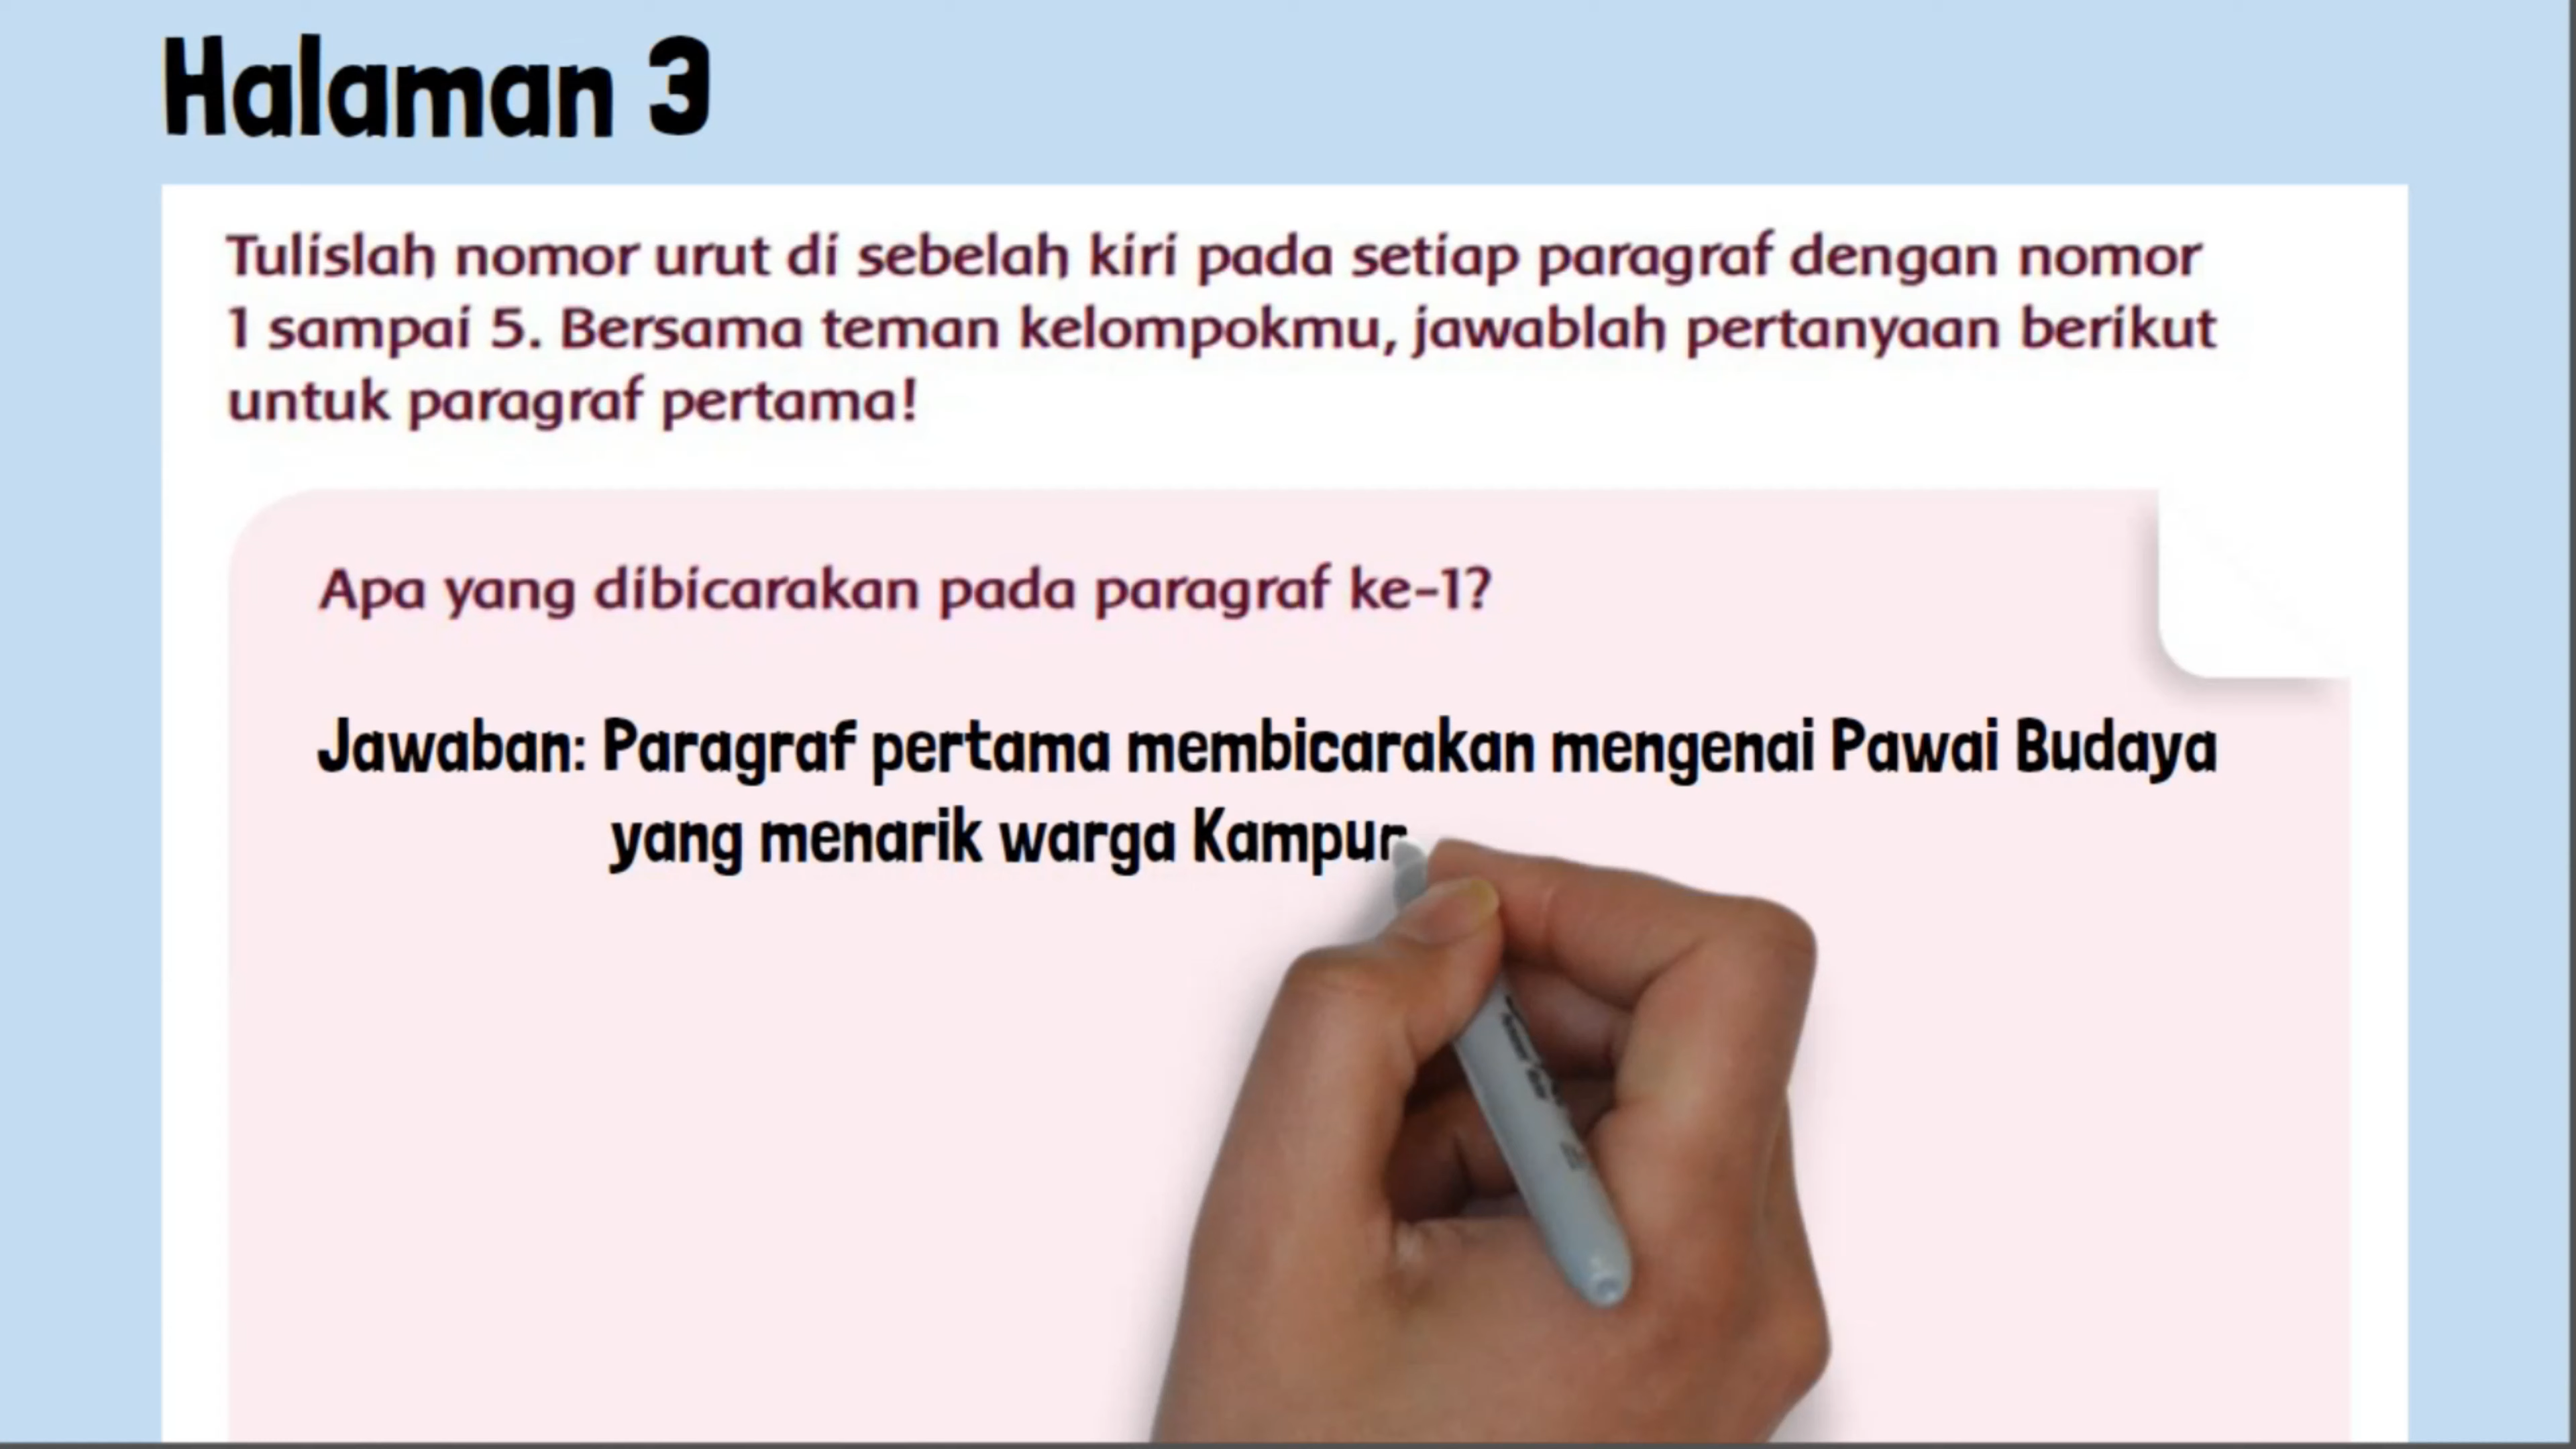 Halaman 3
Tulislah nomor urut di sebelah kiri pada setiap paragraf dengan nomor
1 sampai 5. Bersama teman kelompokmu, jawablah pertanyaan berikut
untuk paragraf pertama!
Apa yang dibicarakan pada paragraf ke-1?
Jawaban: Paragraf pertama membicarakan mengenai Pawai Budaya
yang menarik warga